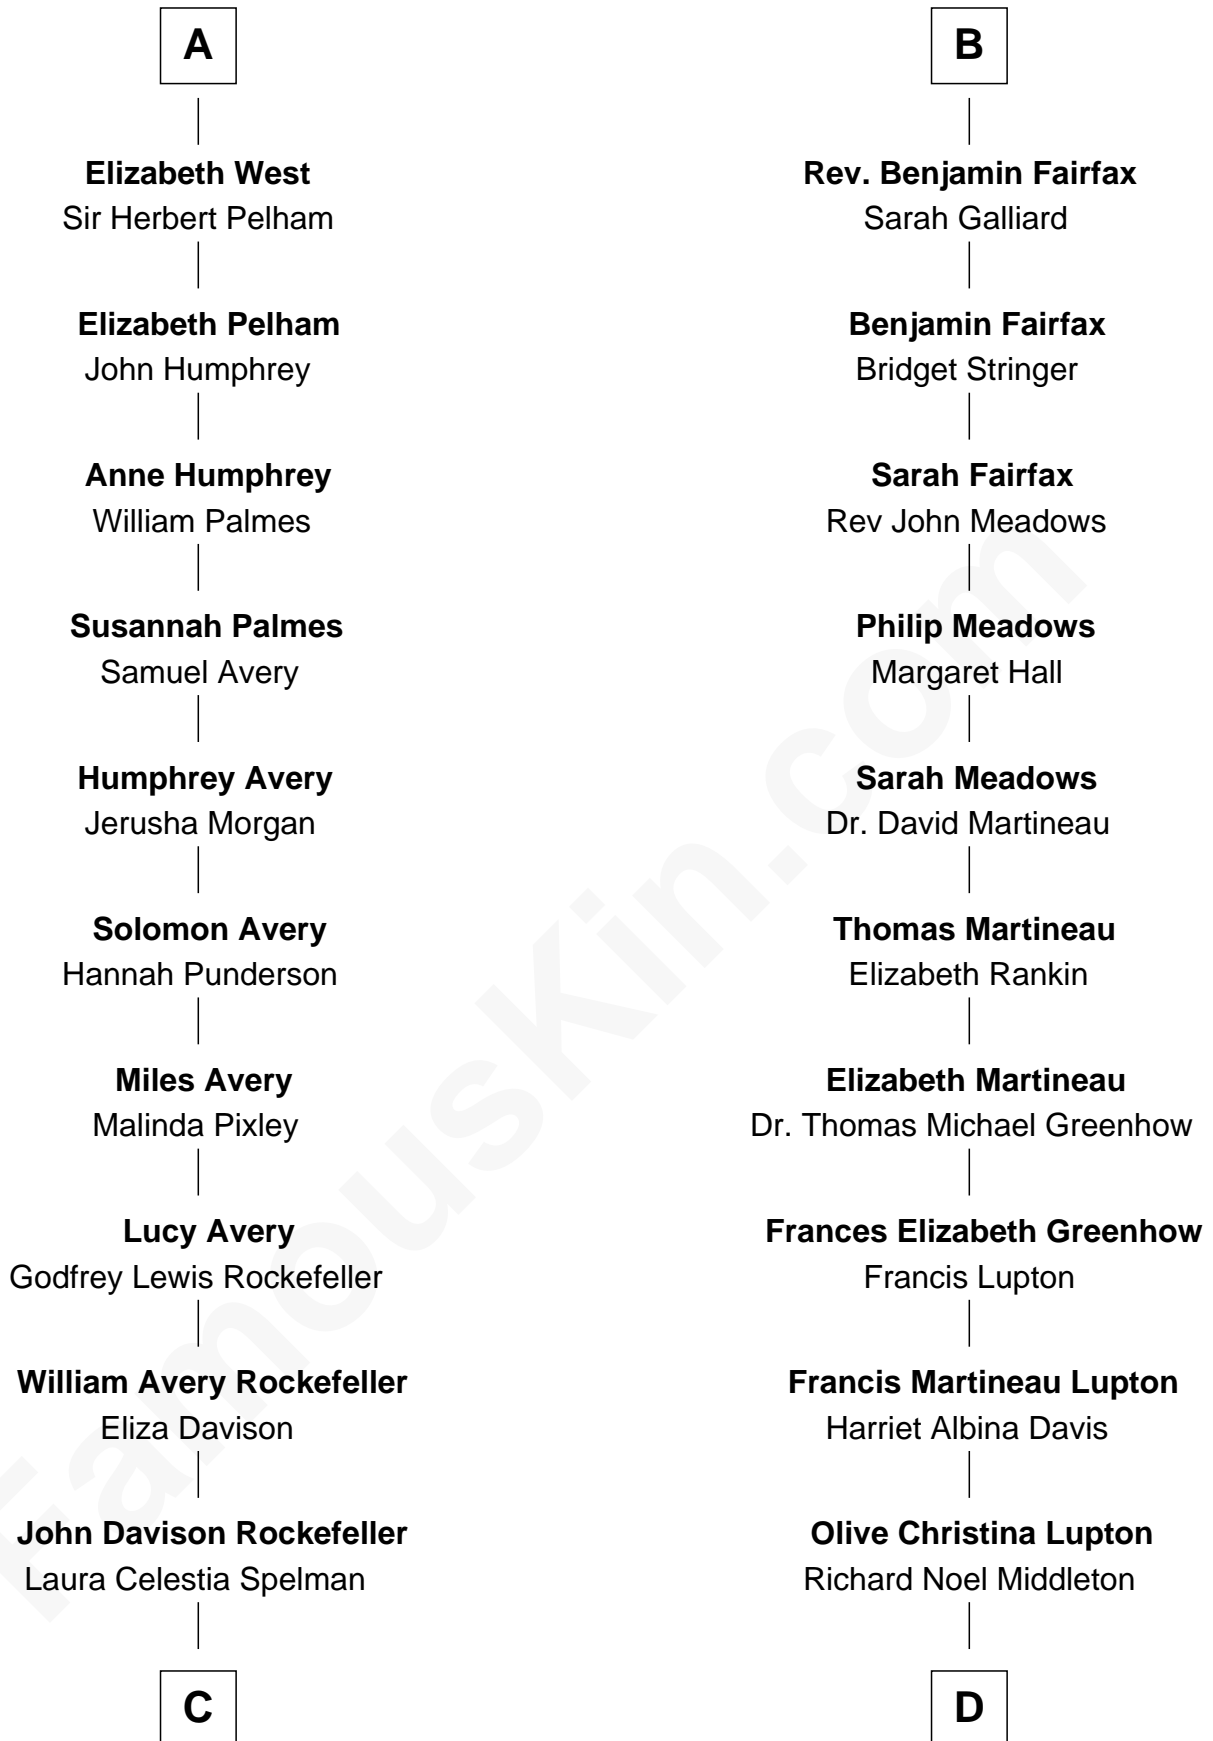 A
Elizabeth West
Sir Herbert Pelham
Elizabeth Pelham
John Humphrey
Anne Humphrey
William Palmes
Susannah Palmes
Samuel Avery
Humphrey Avery
Jerusha Morgan
Solomon Avery
Hannah Punderson
Miles Avery
Malinda Pixley
Lucy Avery
Godfrey Lewis Rockefeller
William Avery Rockefeller
Eliza Davison
John Davison Rockefeller
Laura Celestia Spelman
C
B
Rev. Benjamin Fairfax
Sarah Galliard
Benjamin Fairfax
Bridget Stringer
Sarah Fairfax
Rev John Meadows
Philip Meadows
Margaret Hall
Sarah Meadows
Dr. David Martineau
Thomas Martineau
Elizabeth Rankin
Elizabeth Martineau
Dr. Thomas Michael Greenhow
Frances Elizabeth Greenhow
Francis Lupton
Francis Martineau Lupton
Harriet Albina Davis
Olive Christina Lupton
Richard Noel Middleton
D
FamousKin.com